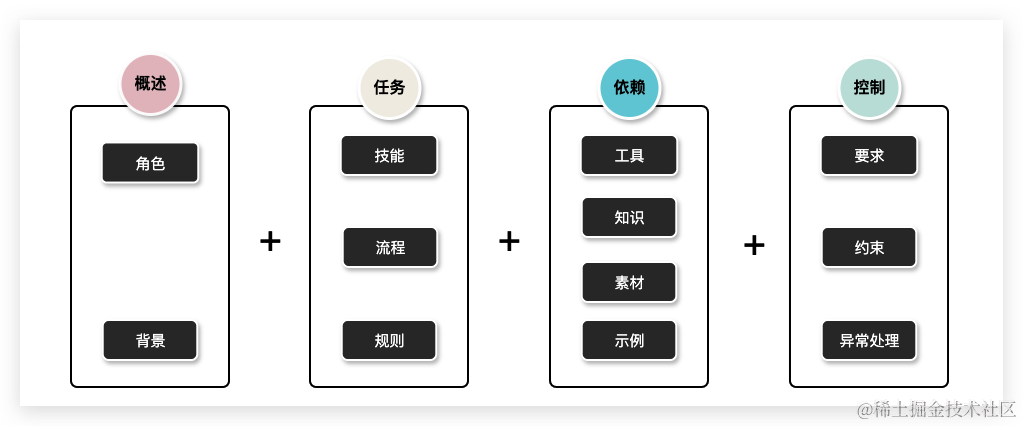 概述
角色
背景
+
任务
技能
流程
规则
+
依赖
工具
知识
素材
示例
+
控制
要求
约束
异常处理
@稀土掘金技术社区